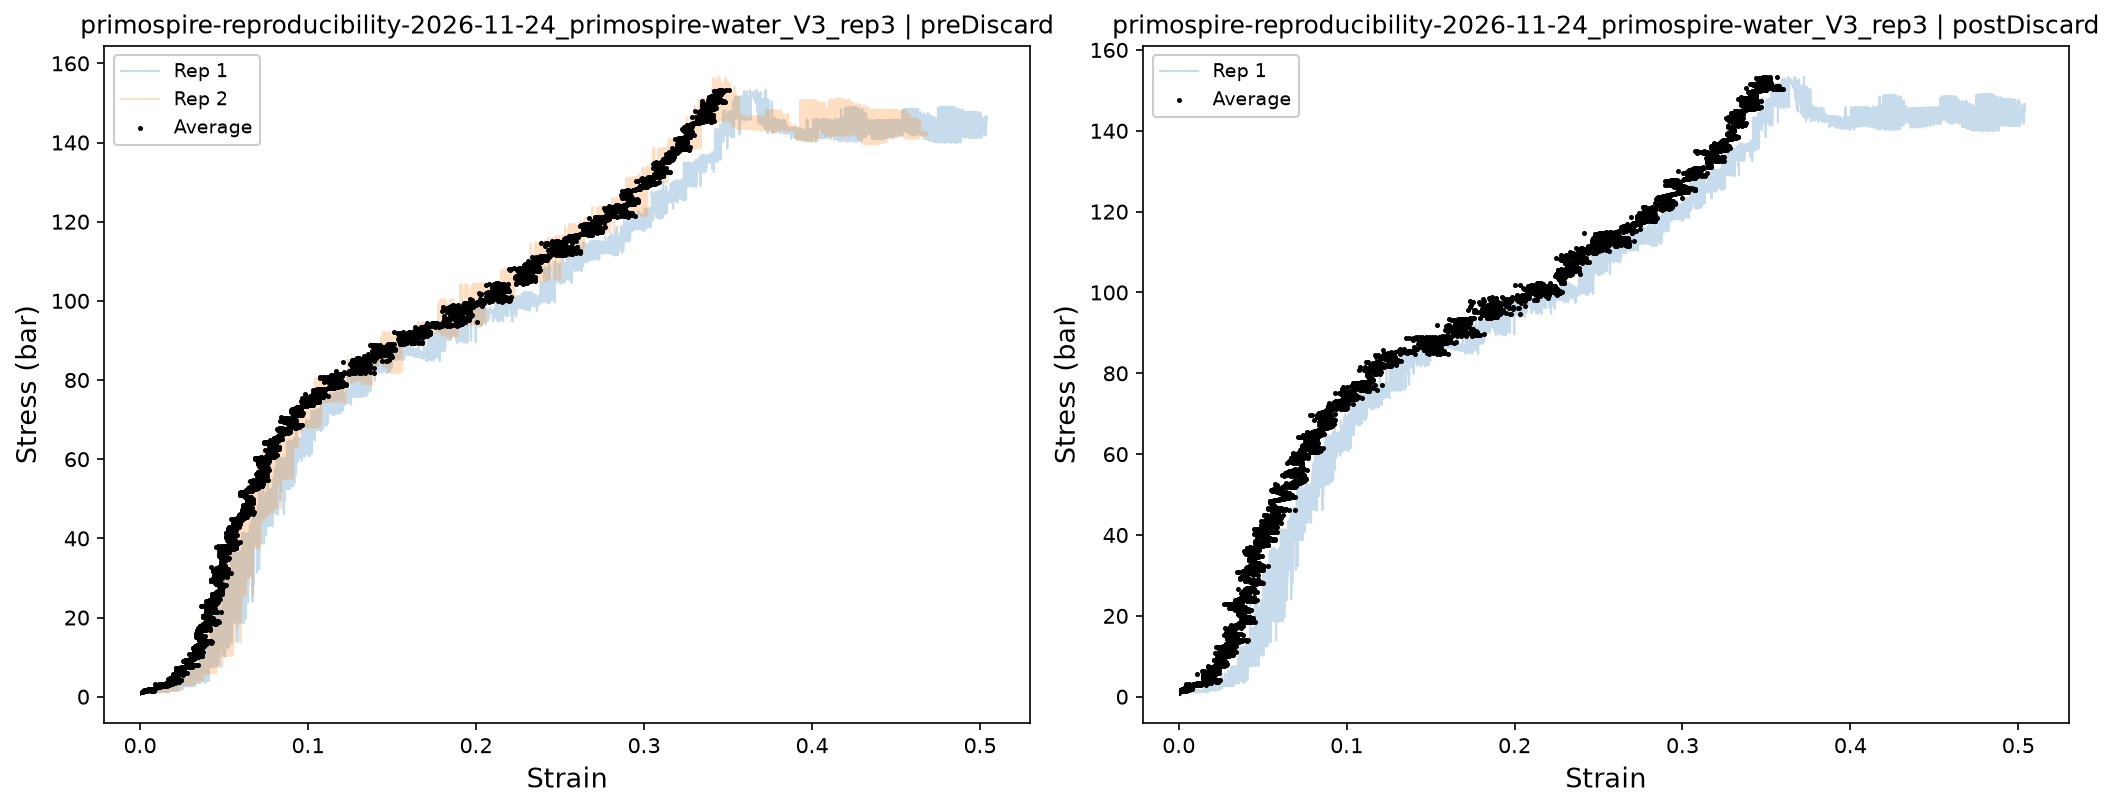 primospire-reproducibility-2026-11-24_primospire-water_V3_rep3 | preDiscard
Rep 1
Rep 2
Average
160
140
120
100
80
60
40
20
0
Stress (bar)
0.0 0.1 0.2 0.3 0.4 0.5
Strain
primospire-reproducibility-2026-11-24_primospire-water_V3_rep3 | postDiscard
Rep 1
Average
160
140
120
100
80
60
40
20
0
Stress (bar)
0.0 0.1 0.2 0.3 0.4 0.5
Strain